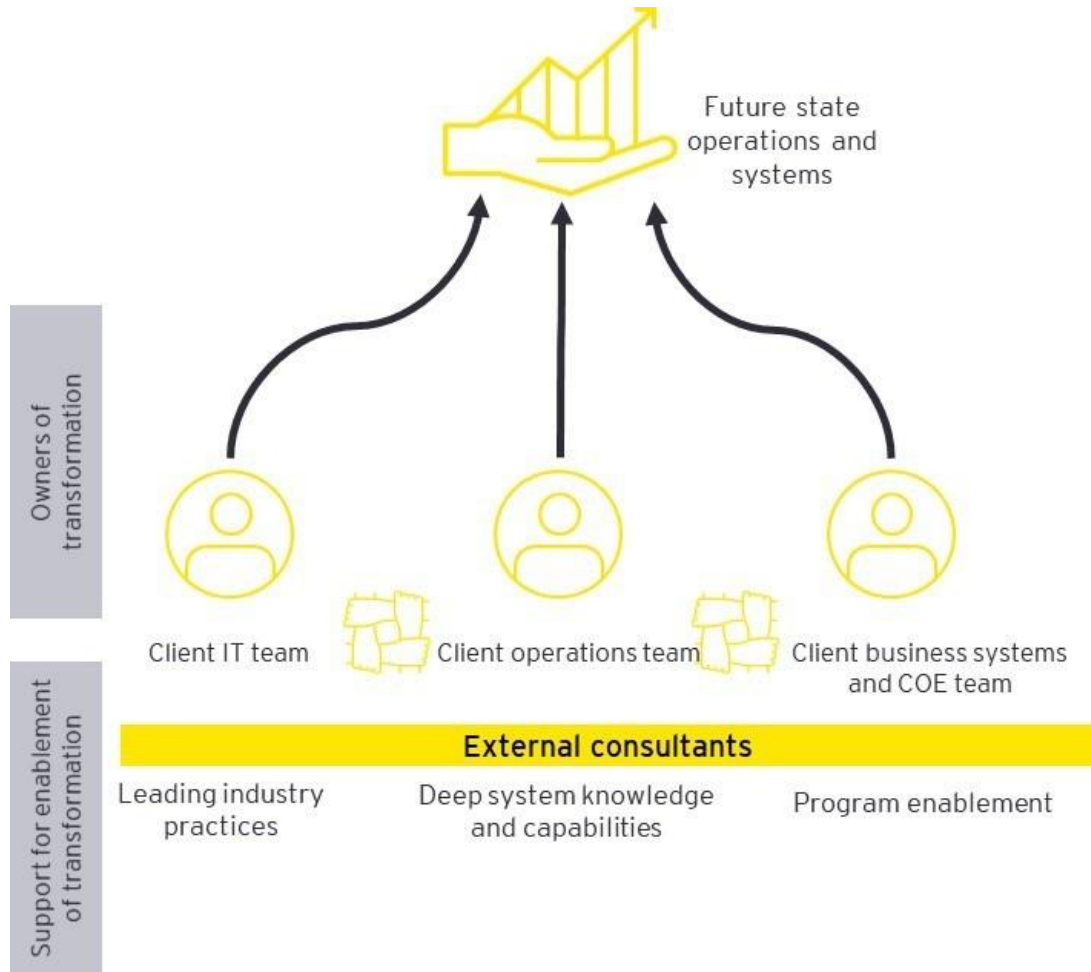 Future state
operations and
systems
Owners of
transformation
Client IT team
Client operations team
Client business systems
and COE team
Support for enablement
of transformation
External consultants
Leading industry
practices
Deep system knowledge
and capabilities
Program enablement